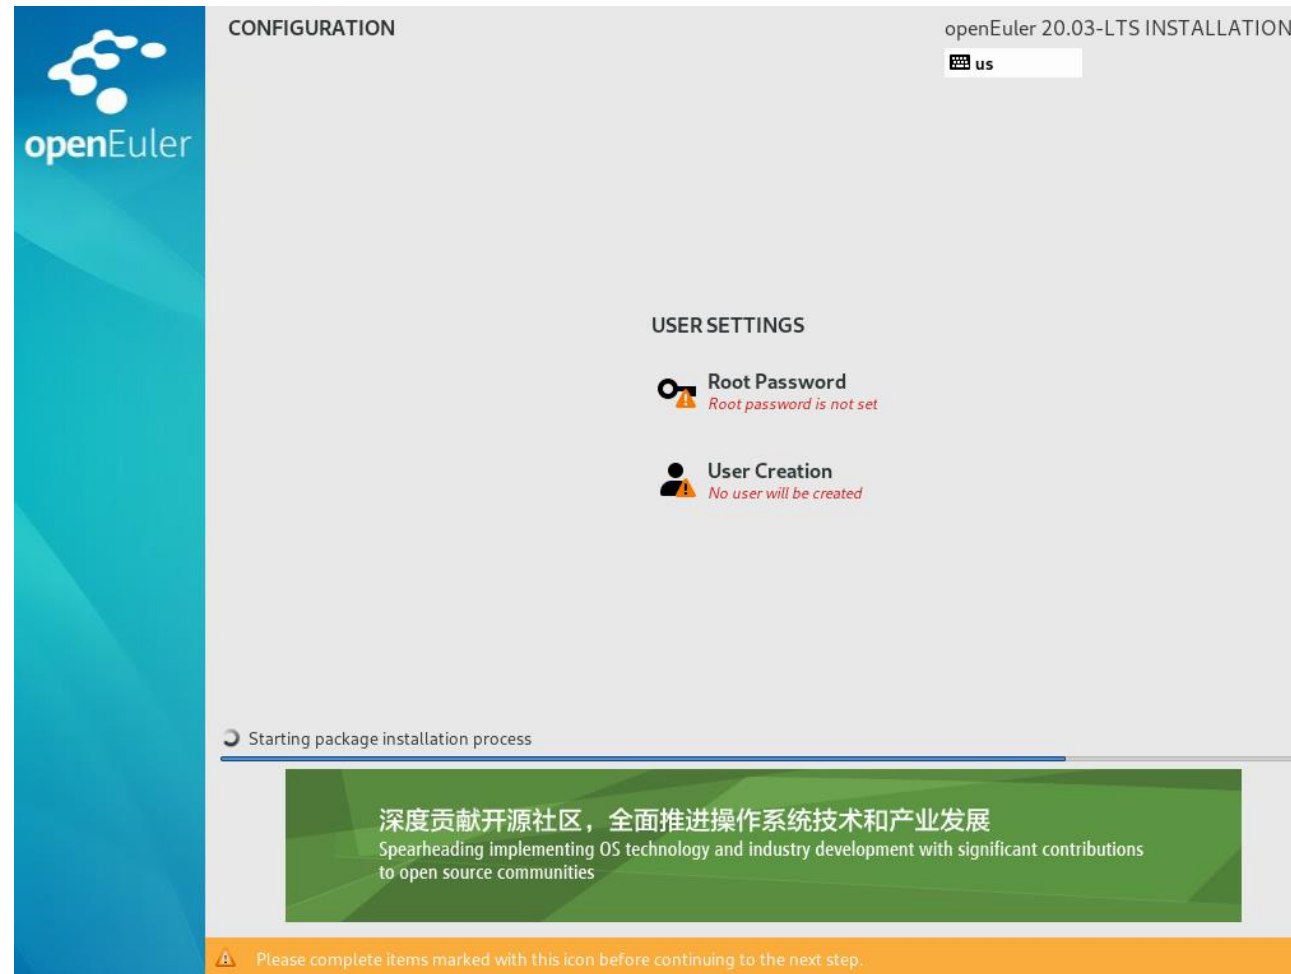 openEuler
CONFIGURATION
openEuler 20.03-LTS INSTALLATION
us
USER SETTINGS
Root Password
Root password is not set
User Creation
No user will be created
Starting package installation process
深度贡献开源社区，全面推进操作系统技术和产业发展
Spearheading implementing OS technology and industry development with significant contributions
to open source communities
Please complete items marked with this icon before continuing to the next step.